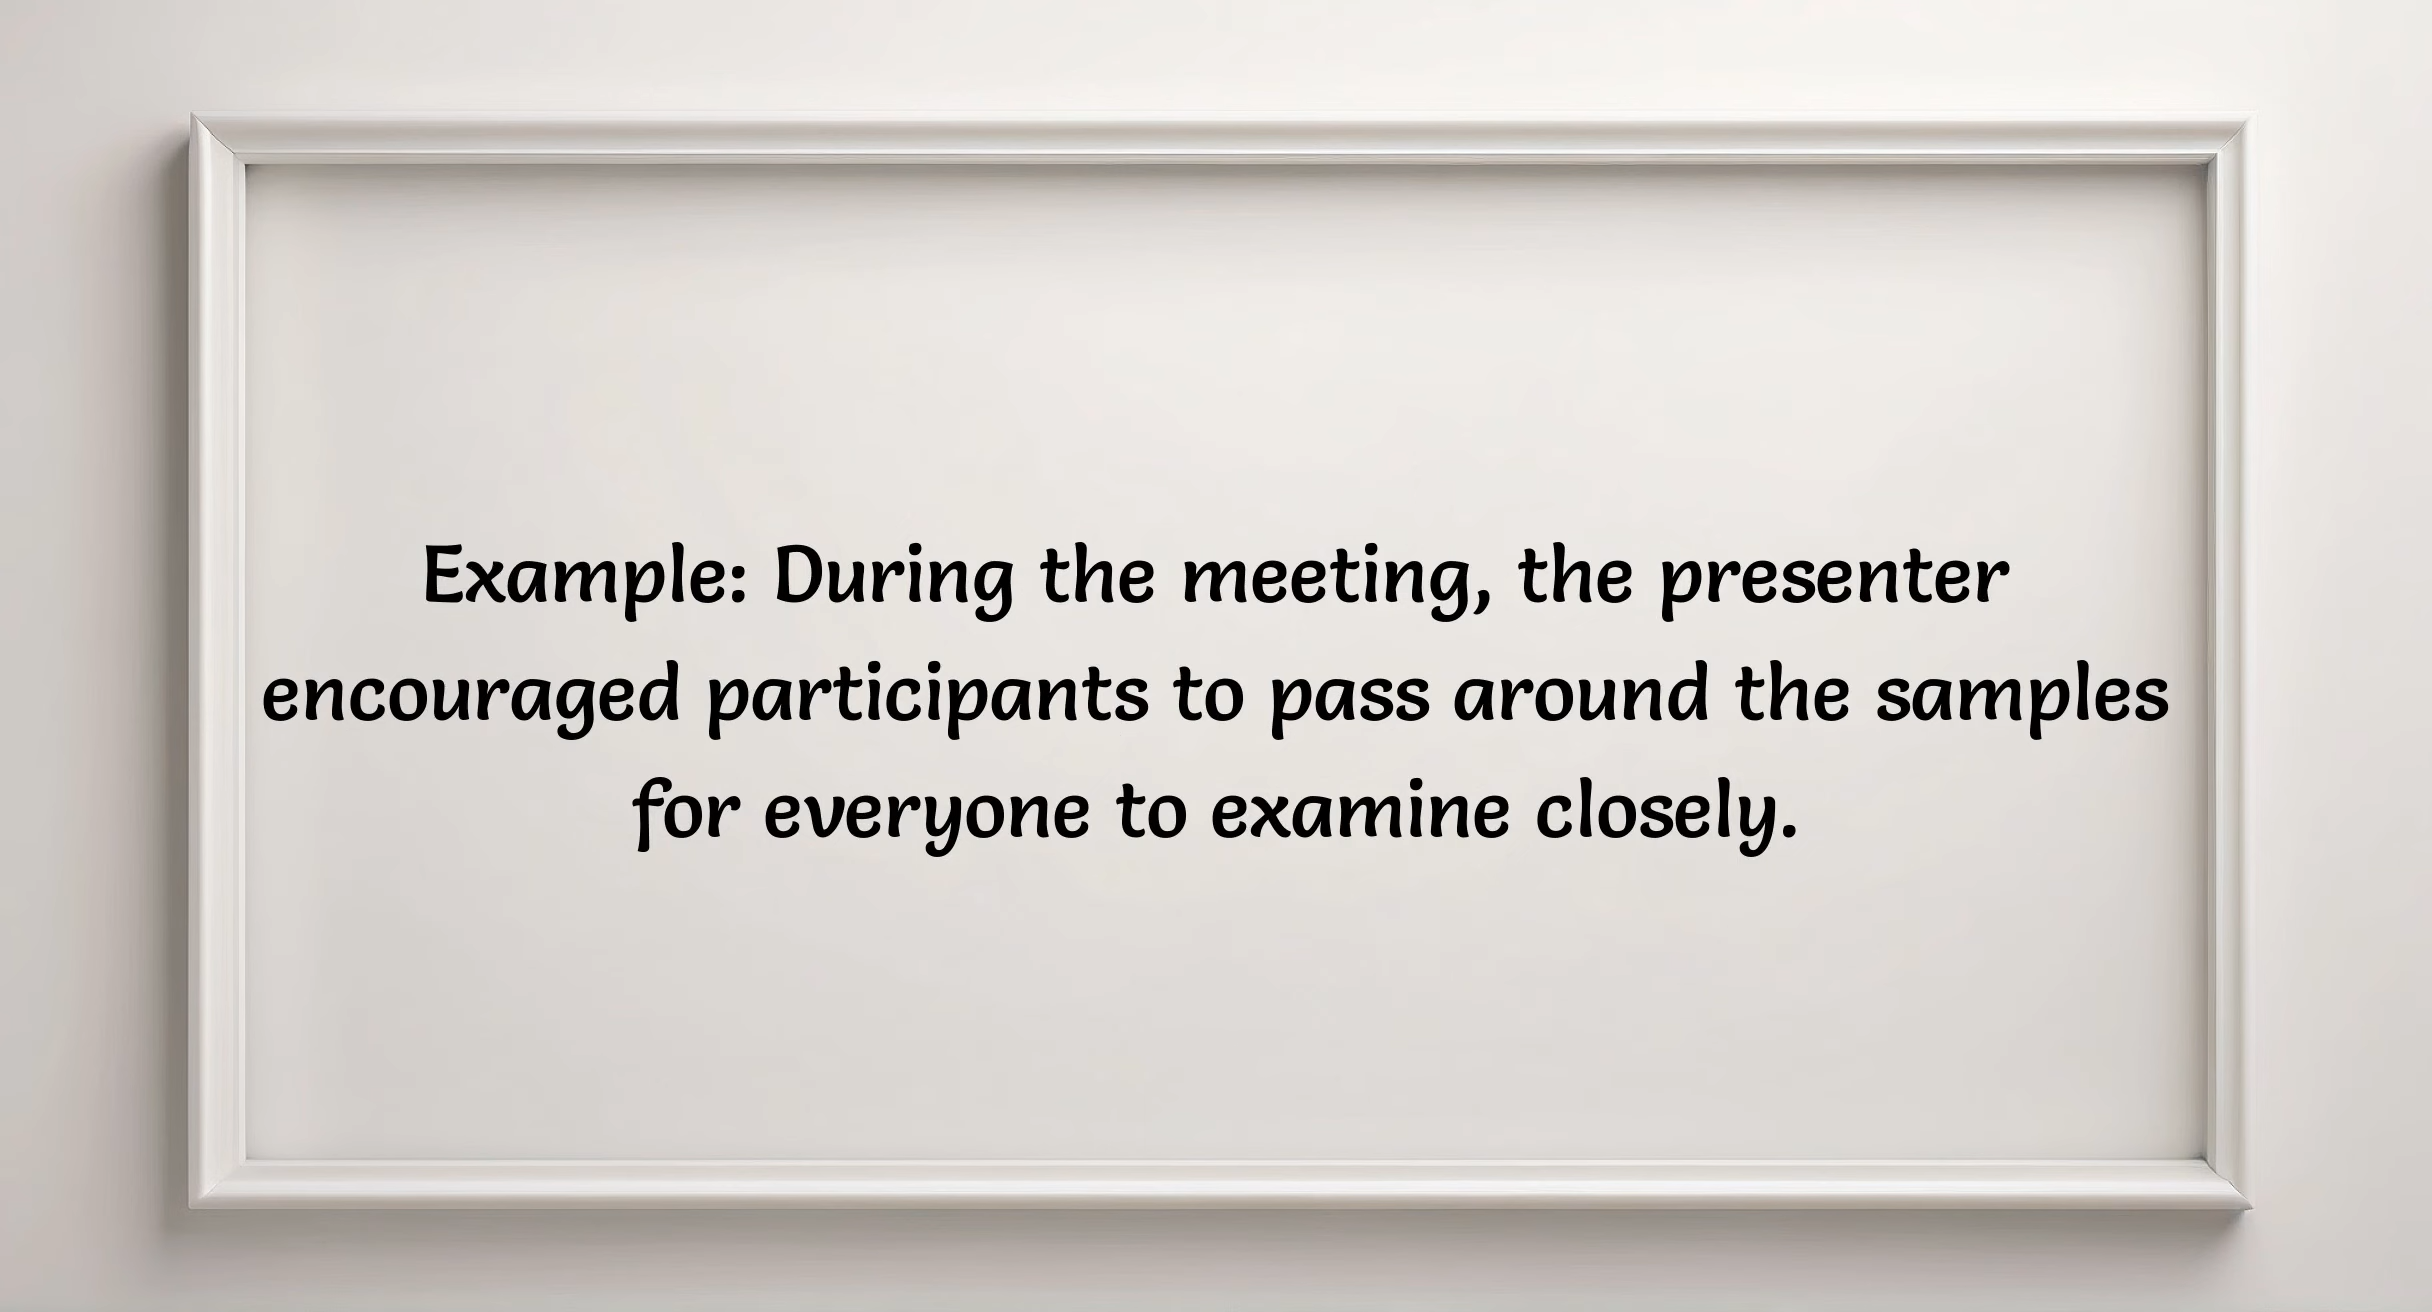 Example: During the meeting, the presenter
encouraged participants to pass around the samples
for everyone to examine closely.